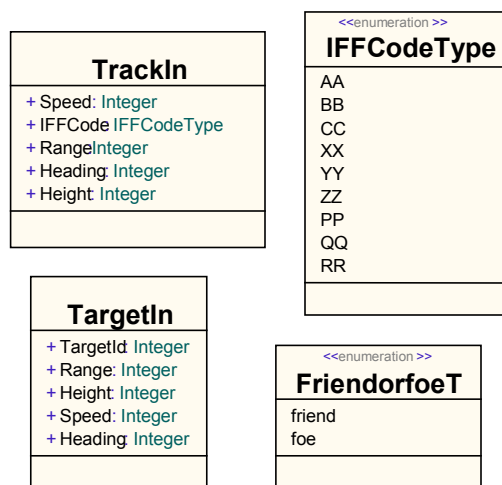 TrackIn
+ Speed: Integer
+ IFFCode IFFCodeType
+ RangeInteger
+ Heading: Integer
+ Height: Integer
<<enumeration >>
IFFCodeType
AA
BB
CC
XX
YY
ZZ
PP
QQ
RR
TargetIn
+ TargetId: Integer
+ Range: Integer
+ Height: Integer
+ Speed: Integer
+ Heading: Integer
<<enumeration >>
FriendorfoeT
friend
foe